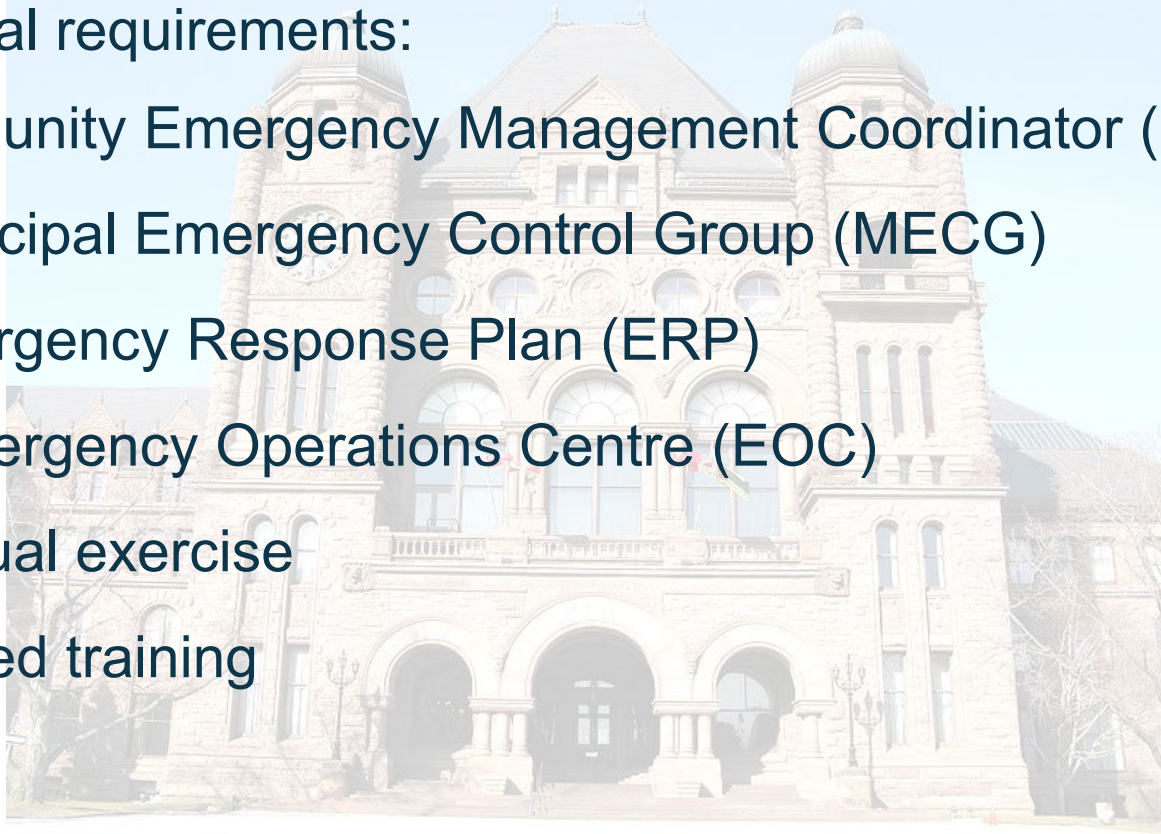 al requirements:
unity Emergency Management Coordinator (
cipal Emergency Control Group (MECG)
rgency Response Plan (ERP)
ergency Operations Centre (EOC)
ual exercise
ed training